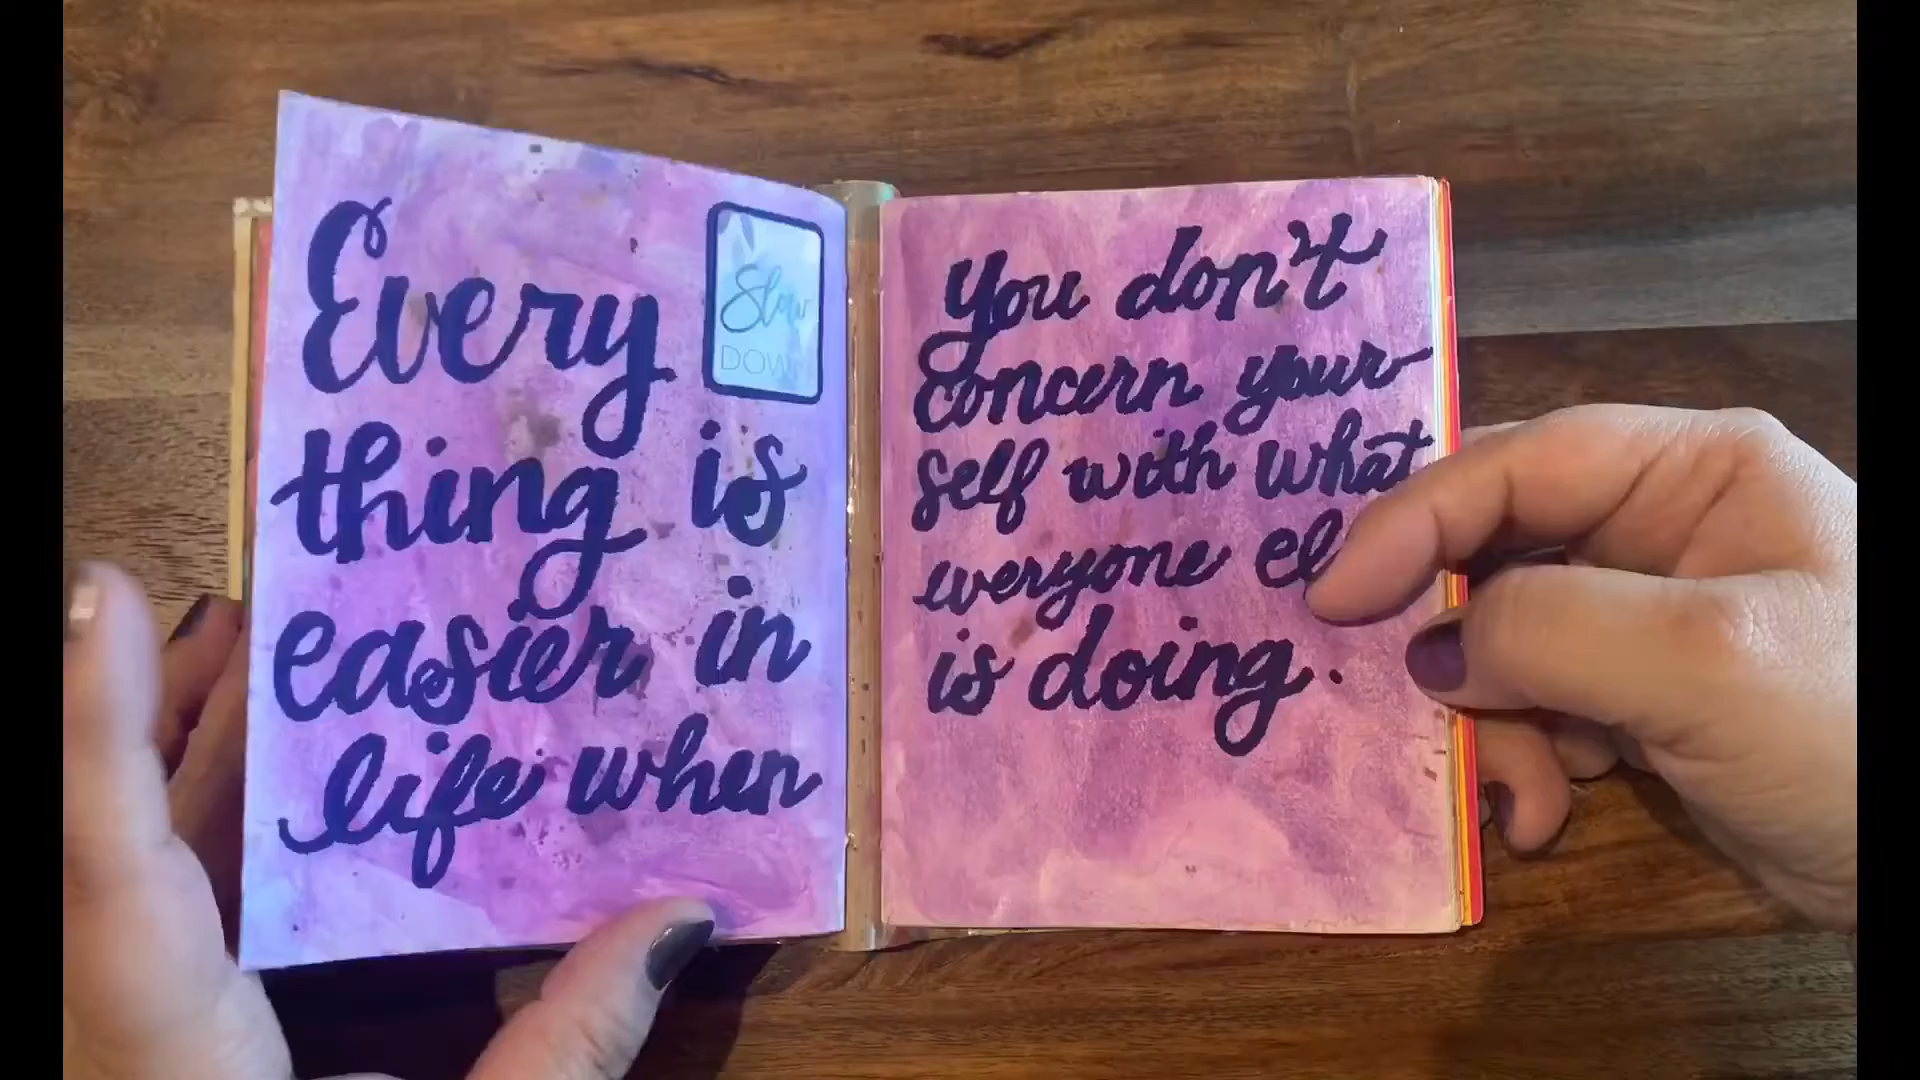 Every
thing is
easier in
life when
Slow
DOWN
You don't
concern your
self with what
everyone
is doing.